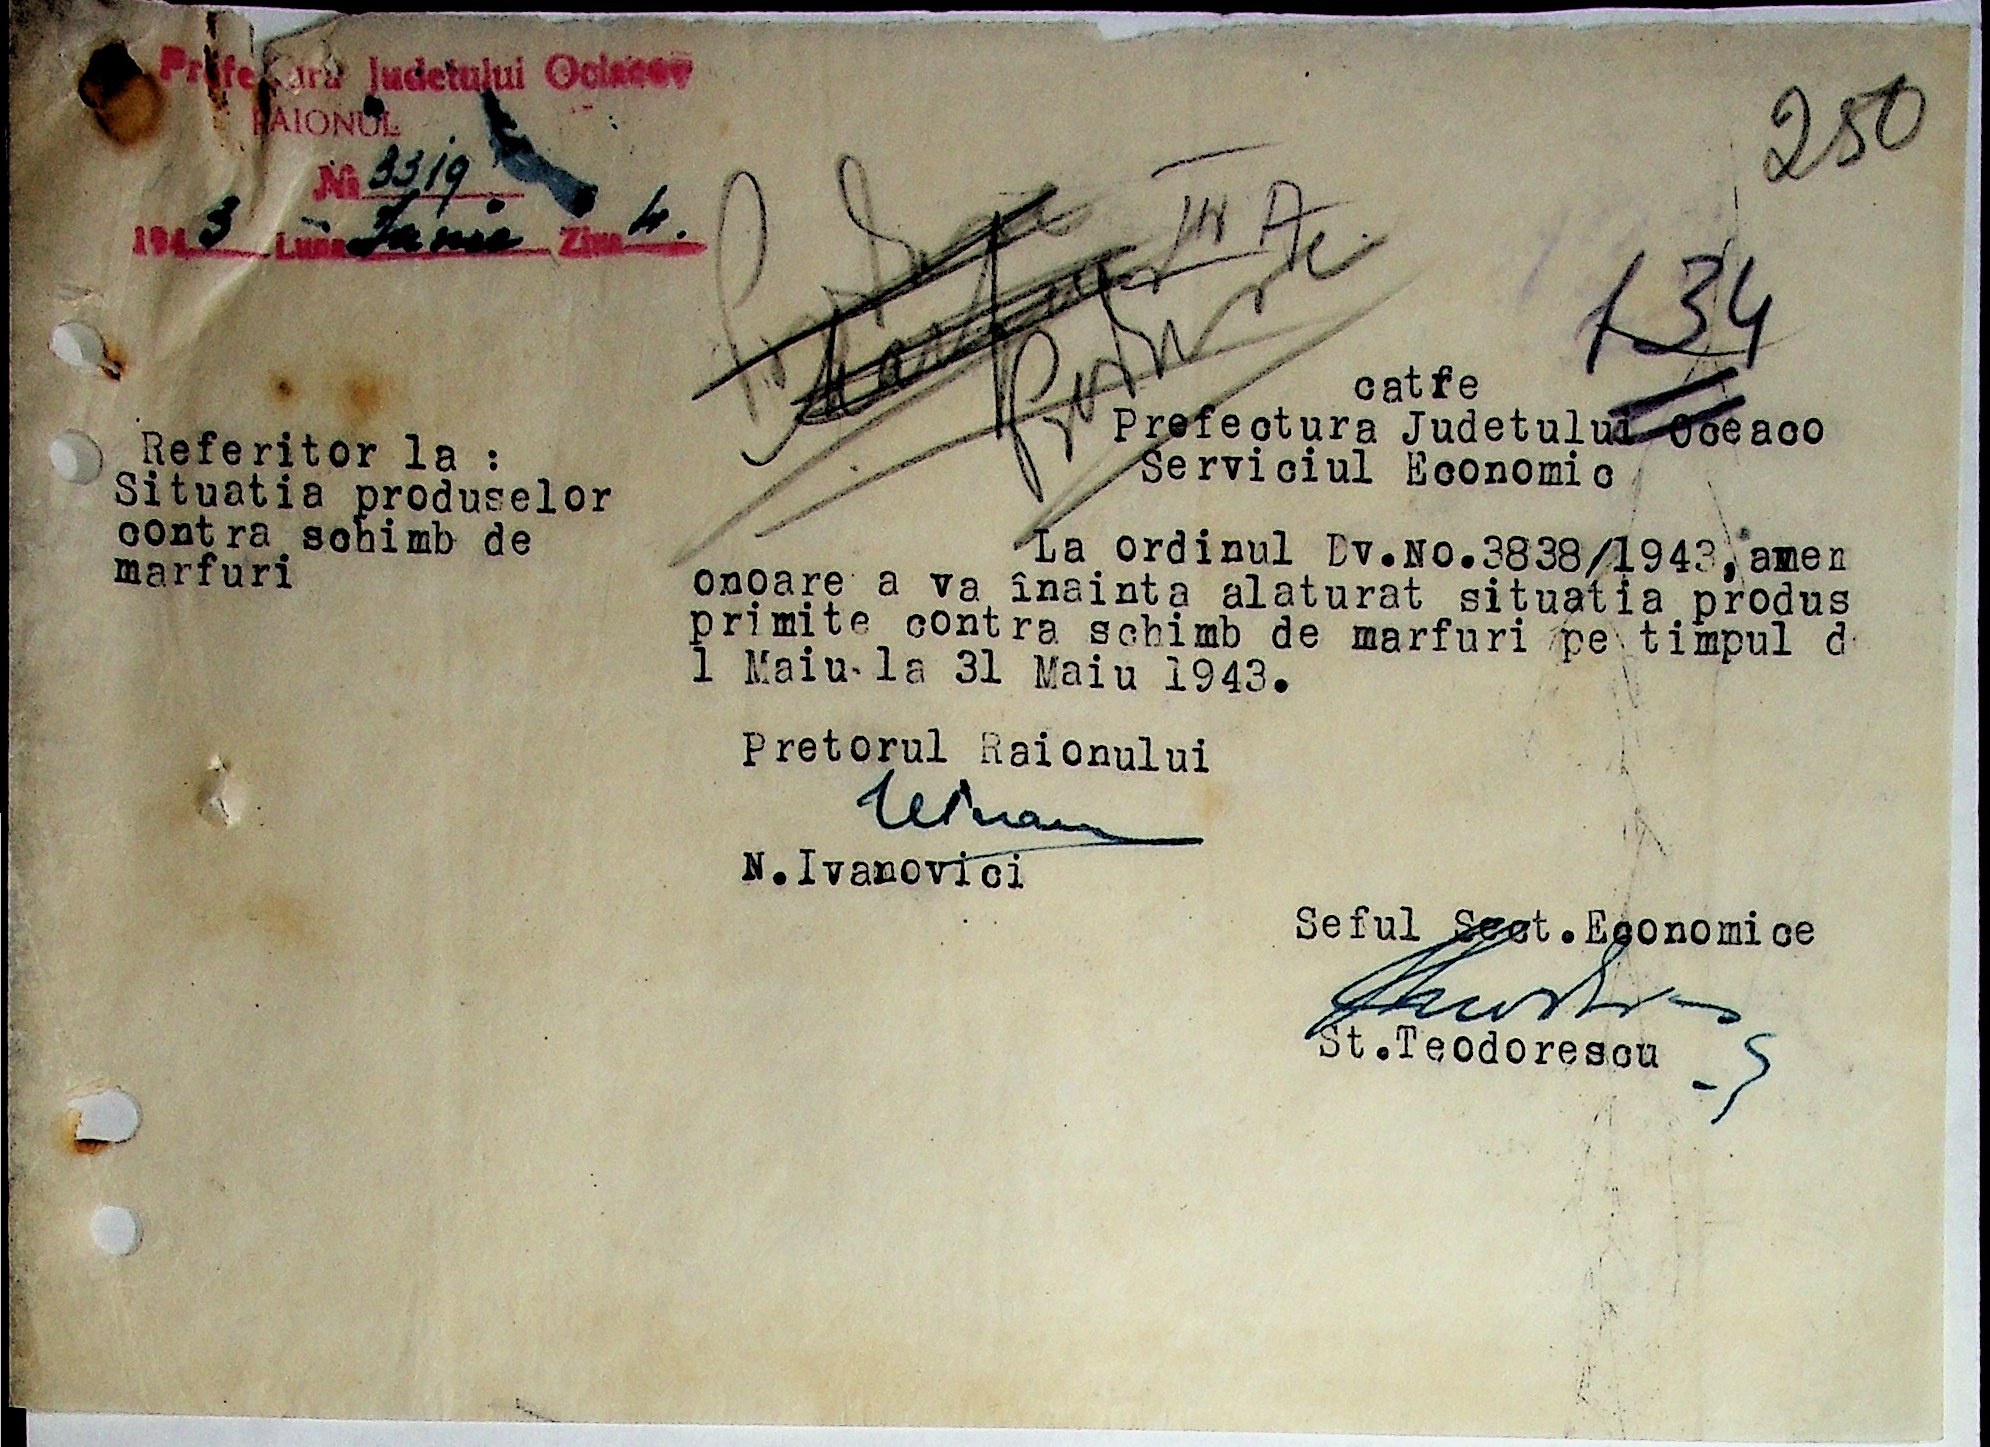 250
Prefectura Judetului Ociacov
RAIONUL
№ 3319
1943 Luna Iunie Ziua 4.
III
134
catre
Prefectura Judetului Oceaco
Serviciul Economic
Referitor la :
Situatia produselor
contra schimb de
marfuri
La ordinul Dv.No.3838/1943, amen
onoare a va înainta alaturat situatia produs
primite contra schimb de marfuri pe timpul d
1 Maiu la 31 Maiu 1943.
Pretorul Raionului
N.Ivanovici
Seful Sect.Economice
St.Teodorescu